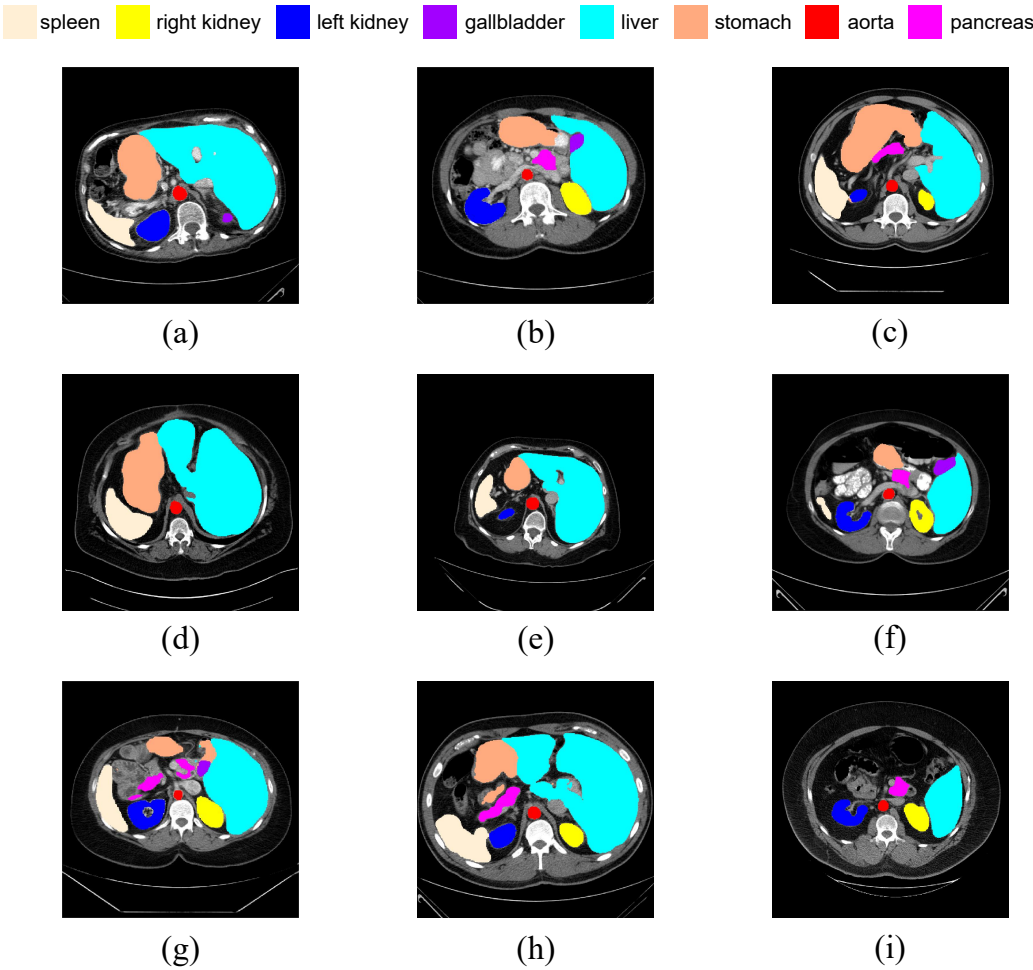 spleen right kidney left kidney gallbladder liver stomach aorta pancreas
(a) (b) (c)
(d) (e) (f)
(g) (h) (i)